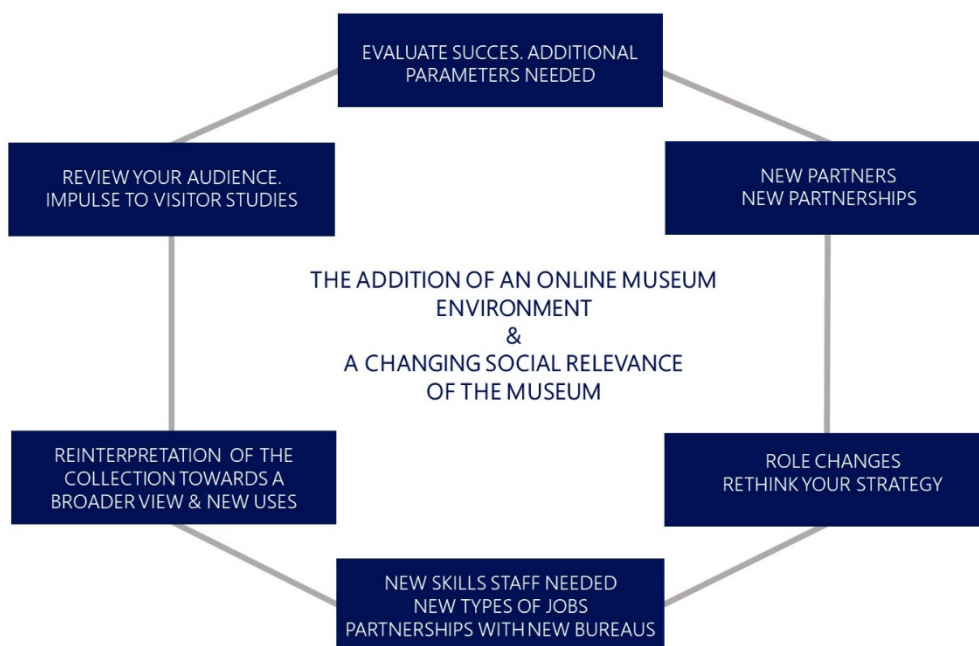 EVALUATE SUCCES. ADDITIONAL
PARAMETERS NEEDED
REVIEW YOUR AUDIENCE.
IMPULSE TO VISITOR STUDIES
NEW PARTNERS
NEW PARTNERSHIPS
THE ADDITION OF AN ONLINE MUSEUM
ENVIRONMENT
&
A CHANGING SOCIAL RELEVANCE
OF THE MUSEUM
REINTERPRETATION OF THE
COLLECTION TOWARDS A
BROADER VIEW & NEW USES
ROLE CHANGES
RETHINK YOUR STRATEGY
NEW SKILLS STAFF NEEDED
NEW TYPES OF JOBS
PARTNERSHIPS WITH NEW BUREAUS